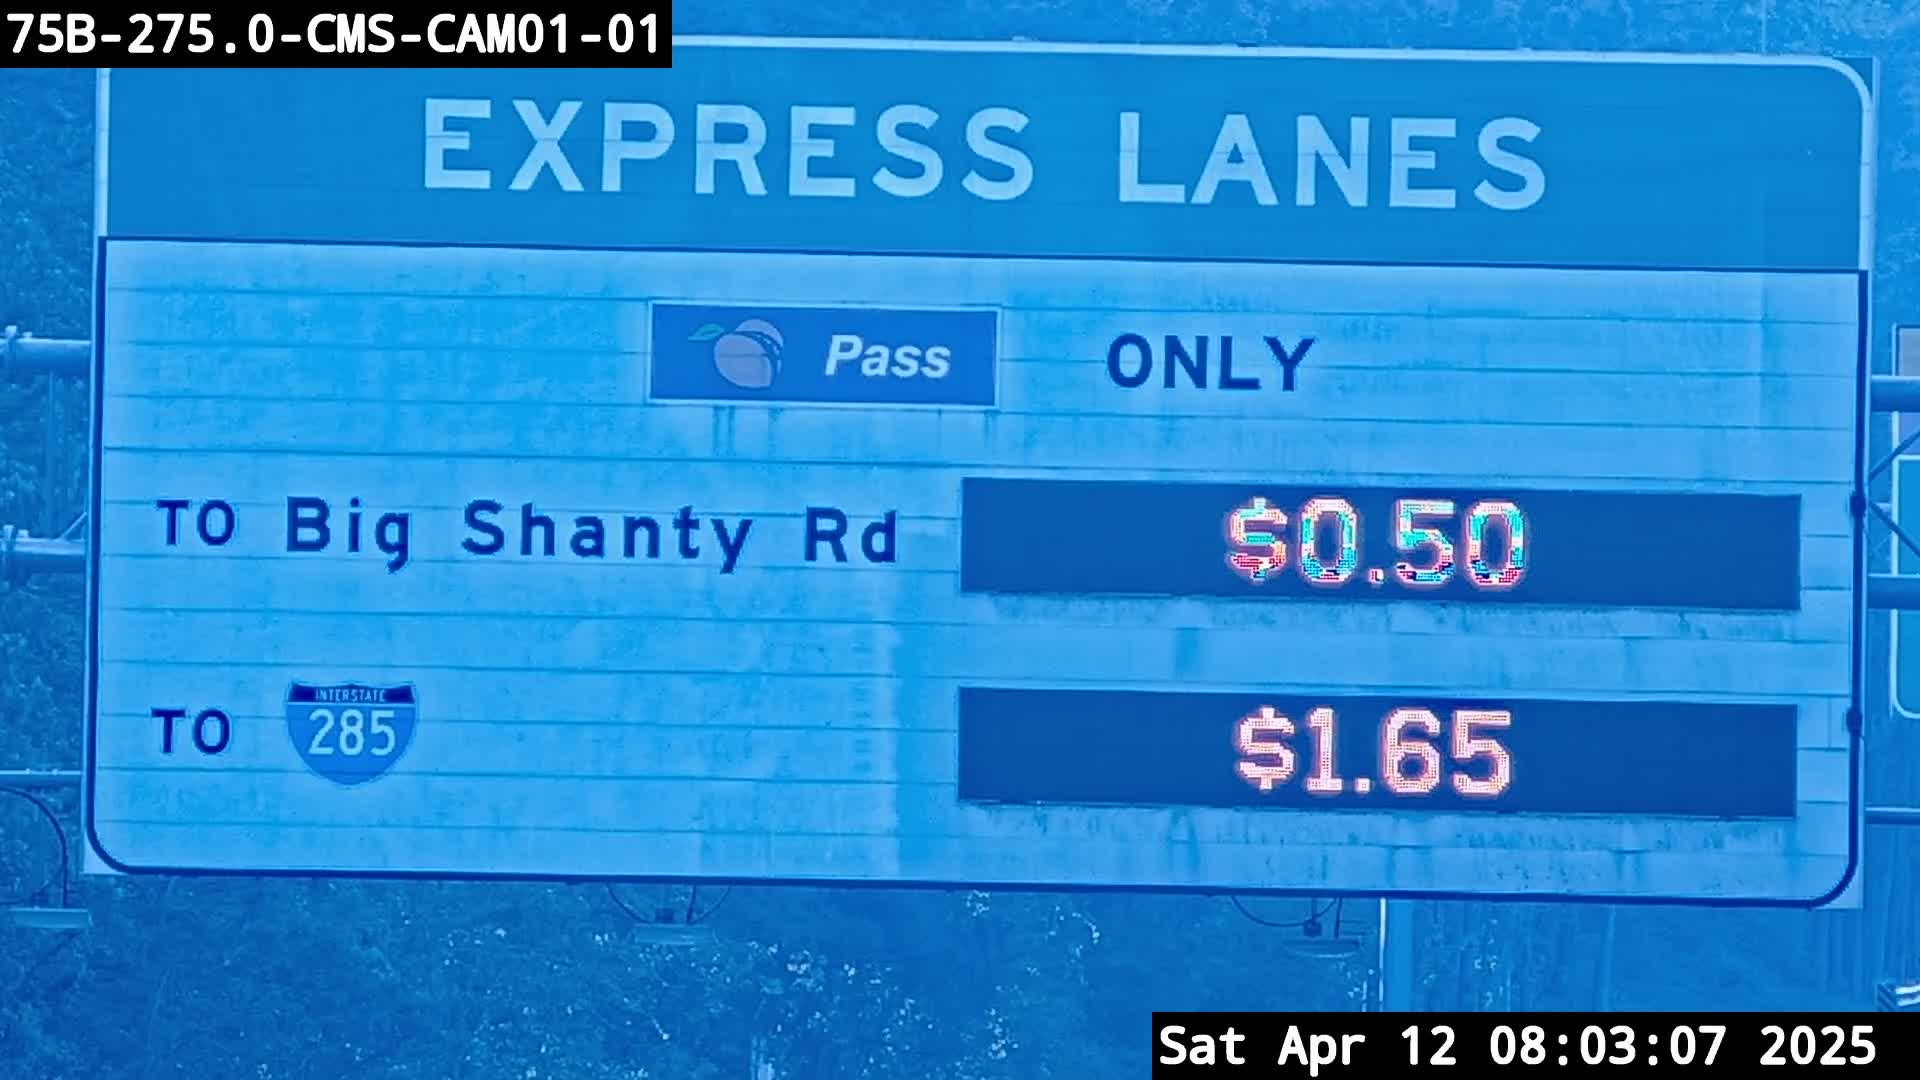 75B-275.0-CMS-CAM01-01
EXPRESS LANES
Pass ONLY
TO Big Shanty Rd $0.50
TO INTERSTATE 285 $1.65
Sat Apr 12 08:03:07 2025